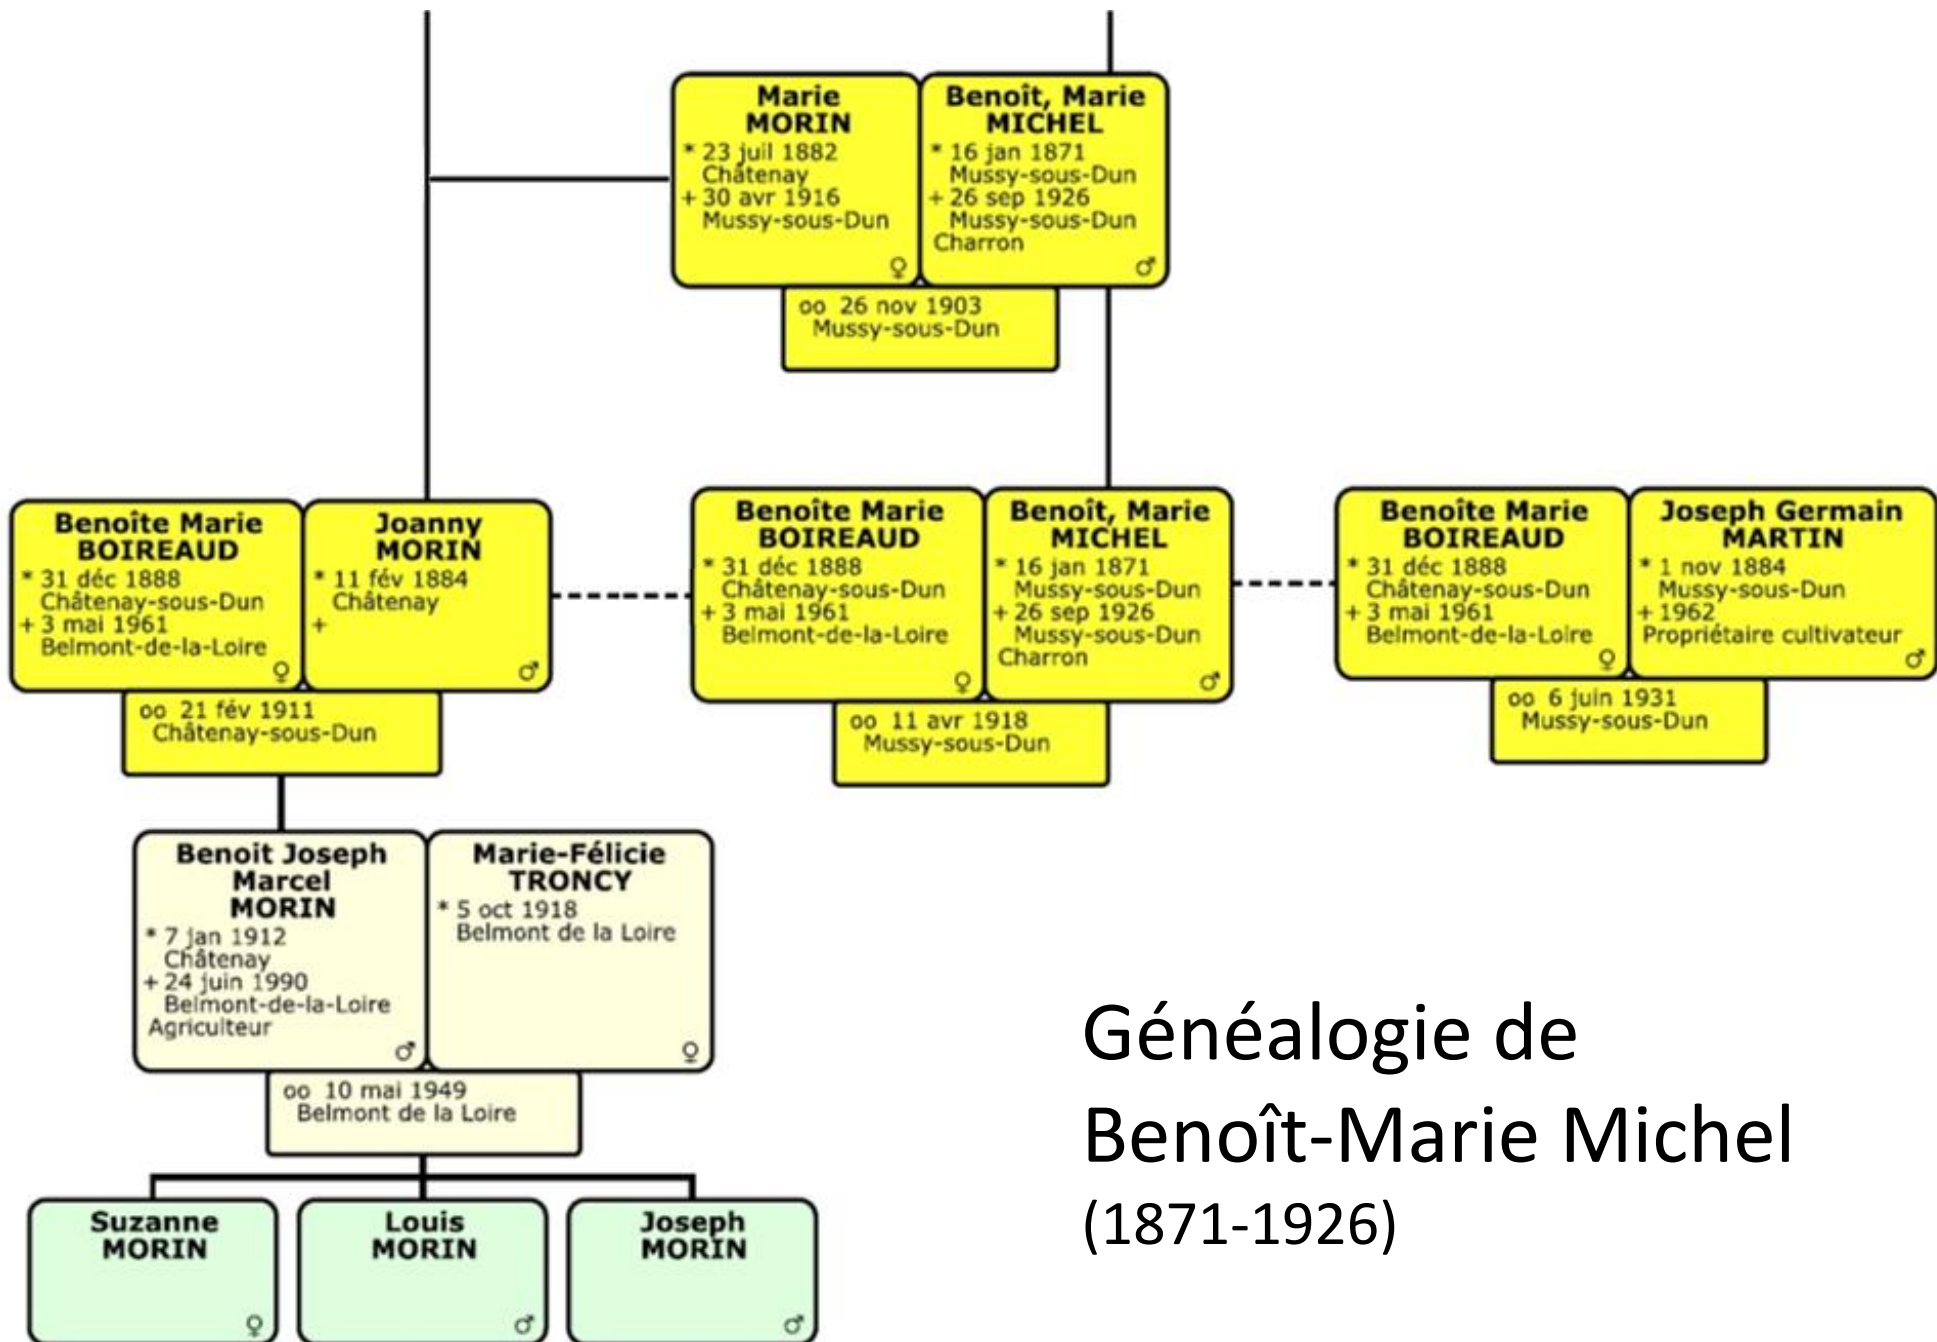 Marie
MORIN
* 23 juil 1882
Châtenay
+ 30 avr 1916
Mussy-sous-Dun
♀
Benoît, Marie
MICHEL
* 16 jan 1871
Mussy-sous-Dun
+ 26 sep 1926
Mussy-sous-Dun
Charron
♂
oo 26 nov 1903
Mussy-sous-Dun
Benoîte Marie
BOIREAUD
* 31 déc 1888
Châtenay-sous-Dun
+ 3 mai 1961
Belmont-de-la-Loire
♀
Joanny
MORIN
* 11 fév 1884
Châtenay
+
♂
oo 21 fév 1911
Châtenay-sous-Dun
Benoîte Marie
BOIREAUD
* 31 déc 1888
Châtenay-sous-Dun
+ 3 mai 1961
Belmont-de-la-Loire
♀
Benoît, Marie
MICHEL
* 16 jan 1871
Mussy-sous-Dun
+ 26 sep 1926
Mussy-sous-Dun
Charron
♂
oo 11 avr 1918
Mussy-sous-Dun
Benoîte Marie
BOIREAUD
* 31 déc 1888
Châtenay-sous-Dun
+ 3 mai 1961
Belmont-de-la-Loire
♀
Joseph Germain
MARTIN
* 1 nov 1884
Mussy-sous-Dun
+ 1962
Propriétaire cultivateur
♂
oo 6 juin 1931
Mussy-sous-Dun
Benoit Joseph
Marcel
MORIN
* 7 jan 1912
Châtenay
+ 24 juin 1990
Belmont-de-la-Loire
Agriculteur
♂
Marie-Félicie
TRONCY
* 5 oct 1918
Belmont de la Loire
♀
oo 10 mai 1949
Belmont de la Loire
Suzanne
MORIN
♀
Louis
MORIN
♂
Joseph
MORIN
♂
Généalogie de
Benoît-Marie Michel
(1871-1926)